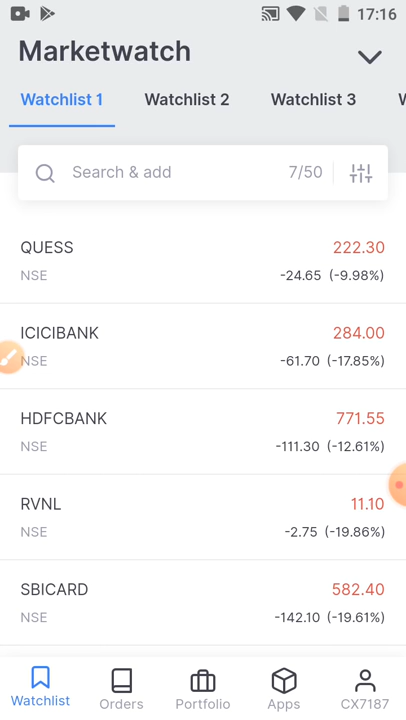 17:16
Marketwatch
Watchlist 1 Watchlist 2 Watchlist 3 W
Search & add 7/50
QUESS 222.30
NSE -24.65 (-9.98%)
ICICIBANK 284.00
NSE -61.70 (-17.85%)
HDFCBANK 771.55
NSE -111.30 (-12.61%)
RVNL 11.10
NSE -2.75 (-19.86%)
SBICARD 582.40
NSE -142.10 (-19.61%)
Watchlist Orders Portfolio Apps CX7187